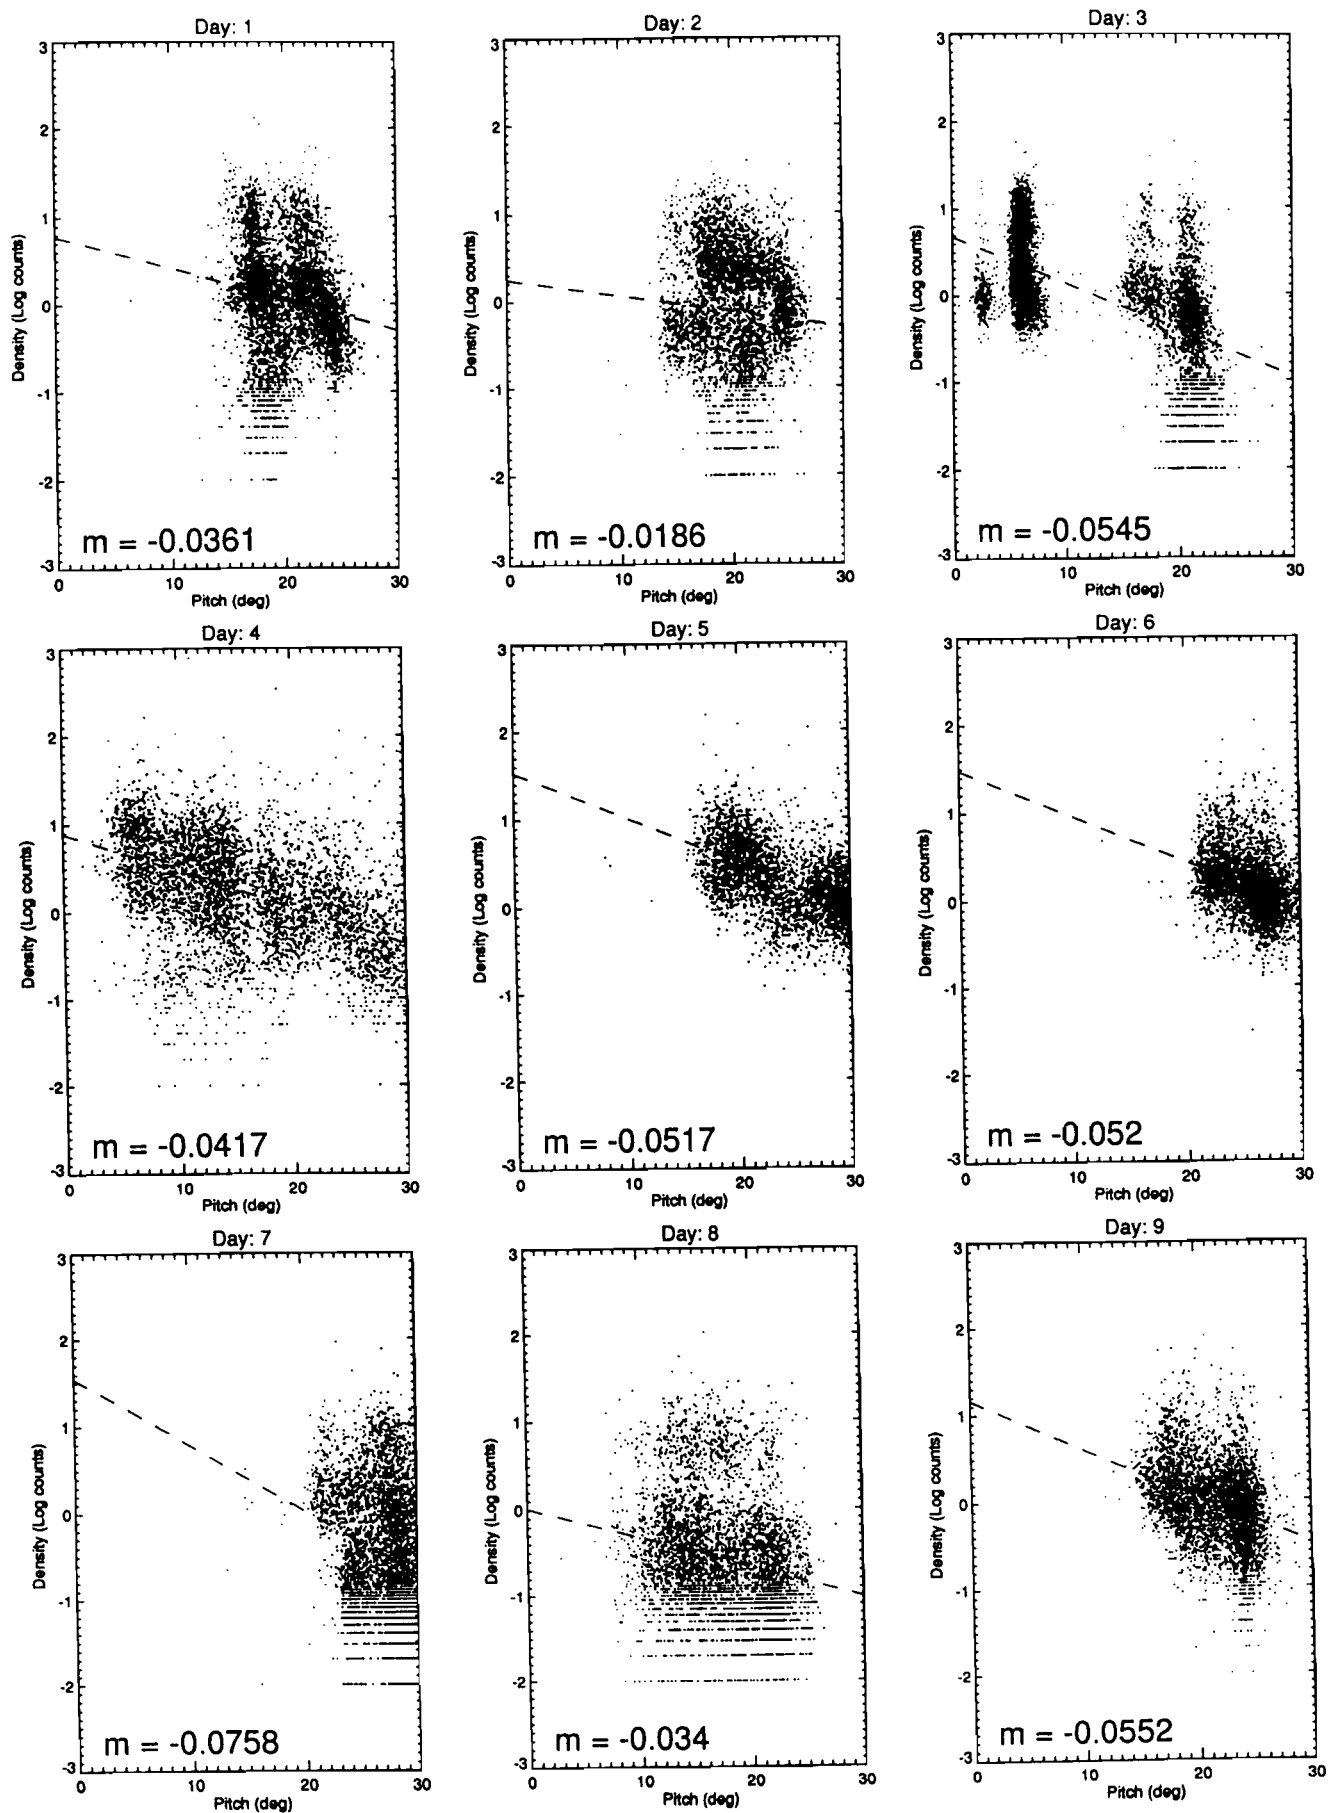 Day: 1
3
2
1
0
-1
-2
-3
Density (Log counts)
m = -0.0361
0 10 20 30
Pitch (deg)
Day: 2
3
2
1
0
-1
-2
-3
Density (Log counts)
m = -0.0186
0 10 20 30
Pitch (deg)
Day: 3
3
2
1
0
-1
-2
-3
Density (Log counts)
m = -0.0545
0 10 20 30
Pitch (deg)
Day: 4
3
2
1
0
-1
-2
-3
Density (Log counts)
m = -0.0417
0 10 20 30
Pitch (deg)
Day: 5
3
2
1
0
-1
-2
-3
Density (Log counts)
m = -0.0517
0 10 20 30
Pitch (deg)
Day: 6
3
2
1
0
-1
-2
-3
Density (Log counts)
m = -0.052
0 10 20 30
Pitch (deg)
Day: 7
3
2
1
0
-1
-2
-3
Density (Log counts)
m = -0.0758
0 10 20 30
Pitch (deg)
Day: 8
3
2
1
0
-1
-2
-3
Density (Log counts)
m = -0.034
0 10 20 30
Pitch (deg)
Day: 9
3
2
1
0
-1
-2
-3
Density (Log counts)
m = -0.0552
0 10 20 30
Pitch (deg)